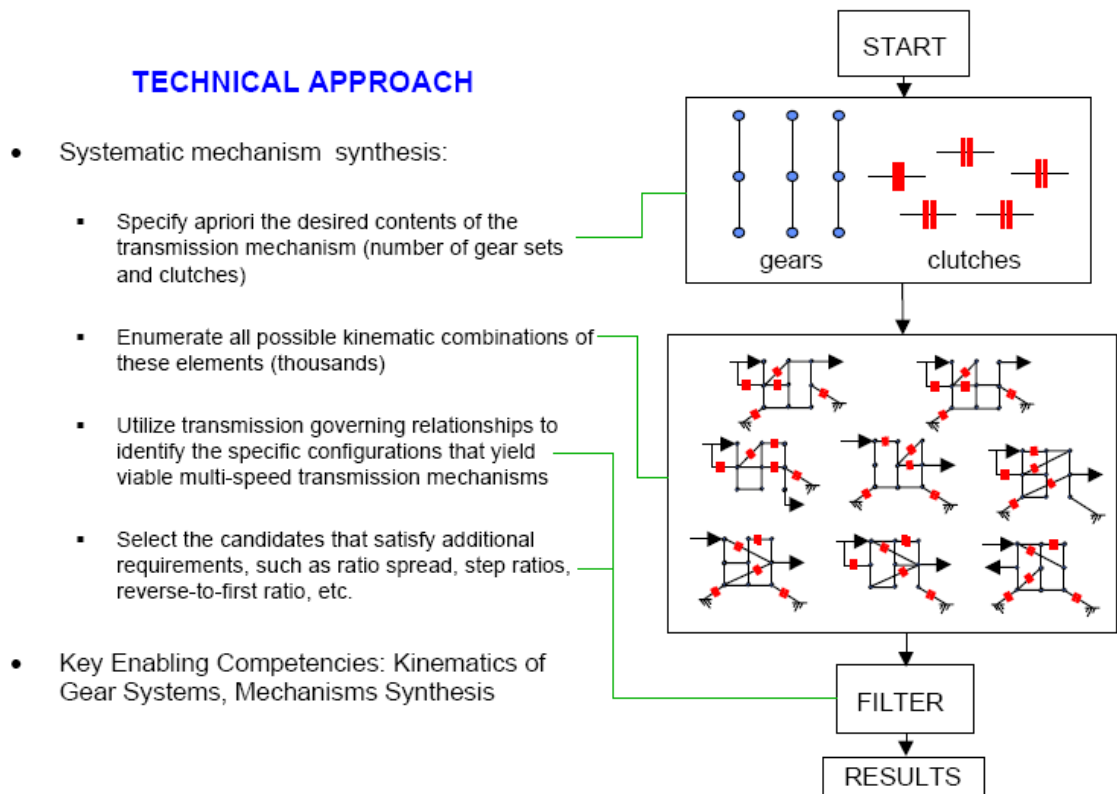 TECHNICAL APPROACH
• Systematic mechanism synthesis:
▪ Specify apriori the desired contents of the
transmission mechanism (number of gear sets
and clutches)
▪ Enumerate all possible kinematic combinations of
these elements (thousands)
▪ Utilize transmission governing relationships to
identify the specific configurations that yield
viable multi-speed transmission mechanisms
▪ Select the candidates that satisfy additional
requirements, such as ratio spread, step ratios,
reverse-to-first ratio, etc.
• Key Enabling Competencies: Kinematics of
Gear Systems, Mechanisms Synthesis
START
gears
clutches
FILTER
RESULTS